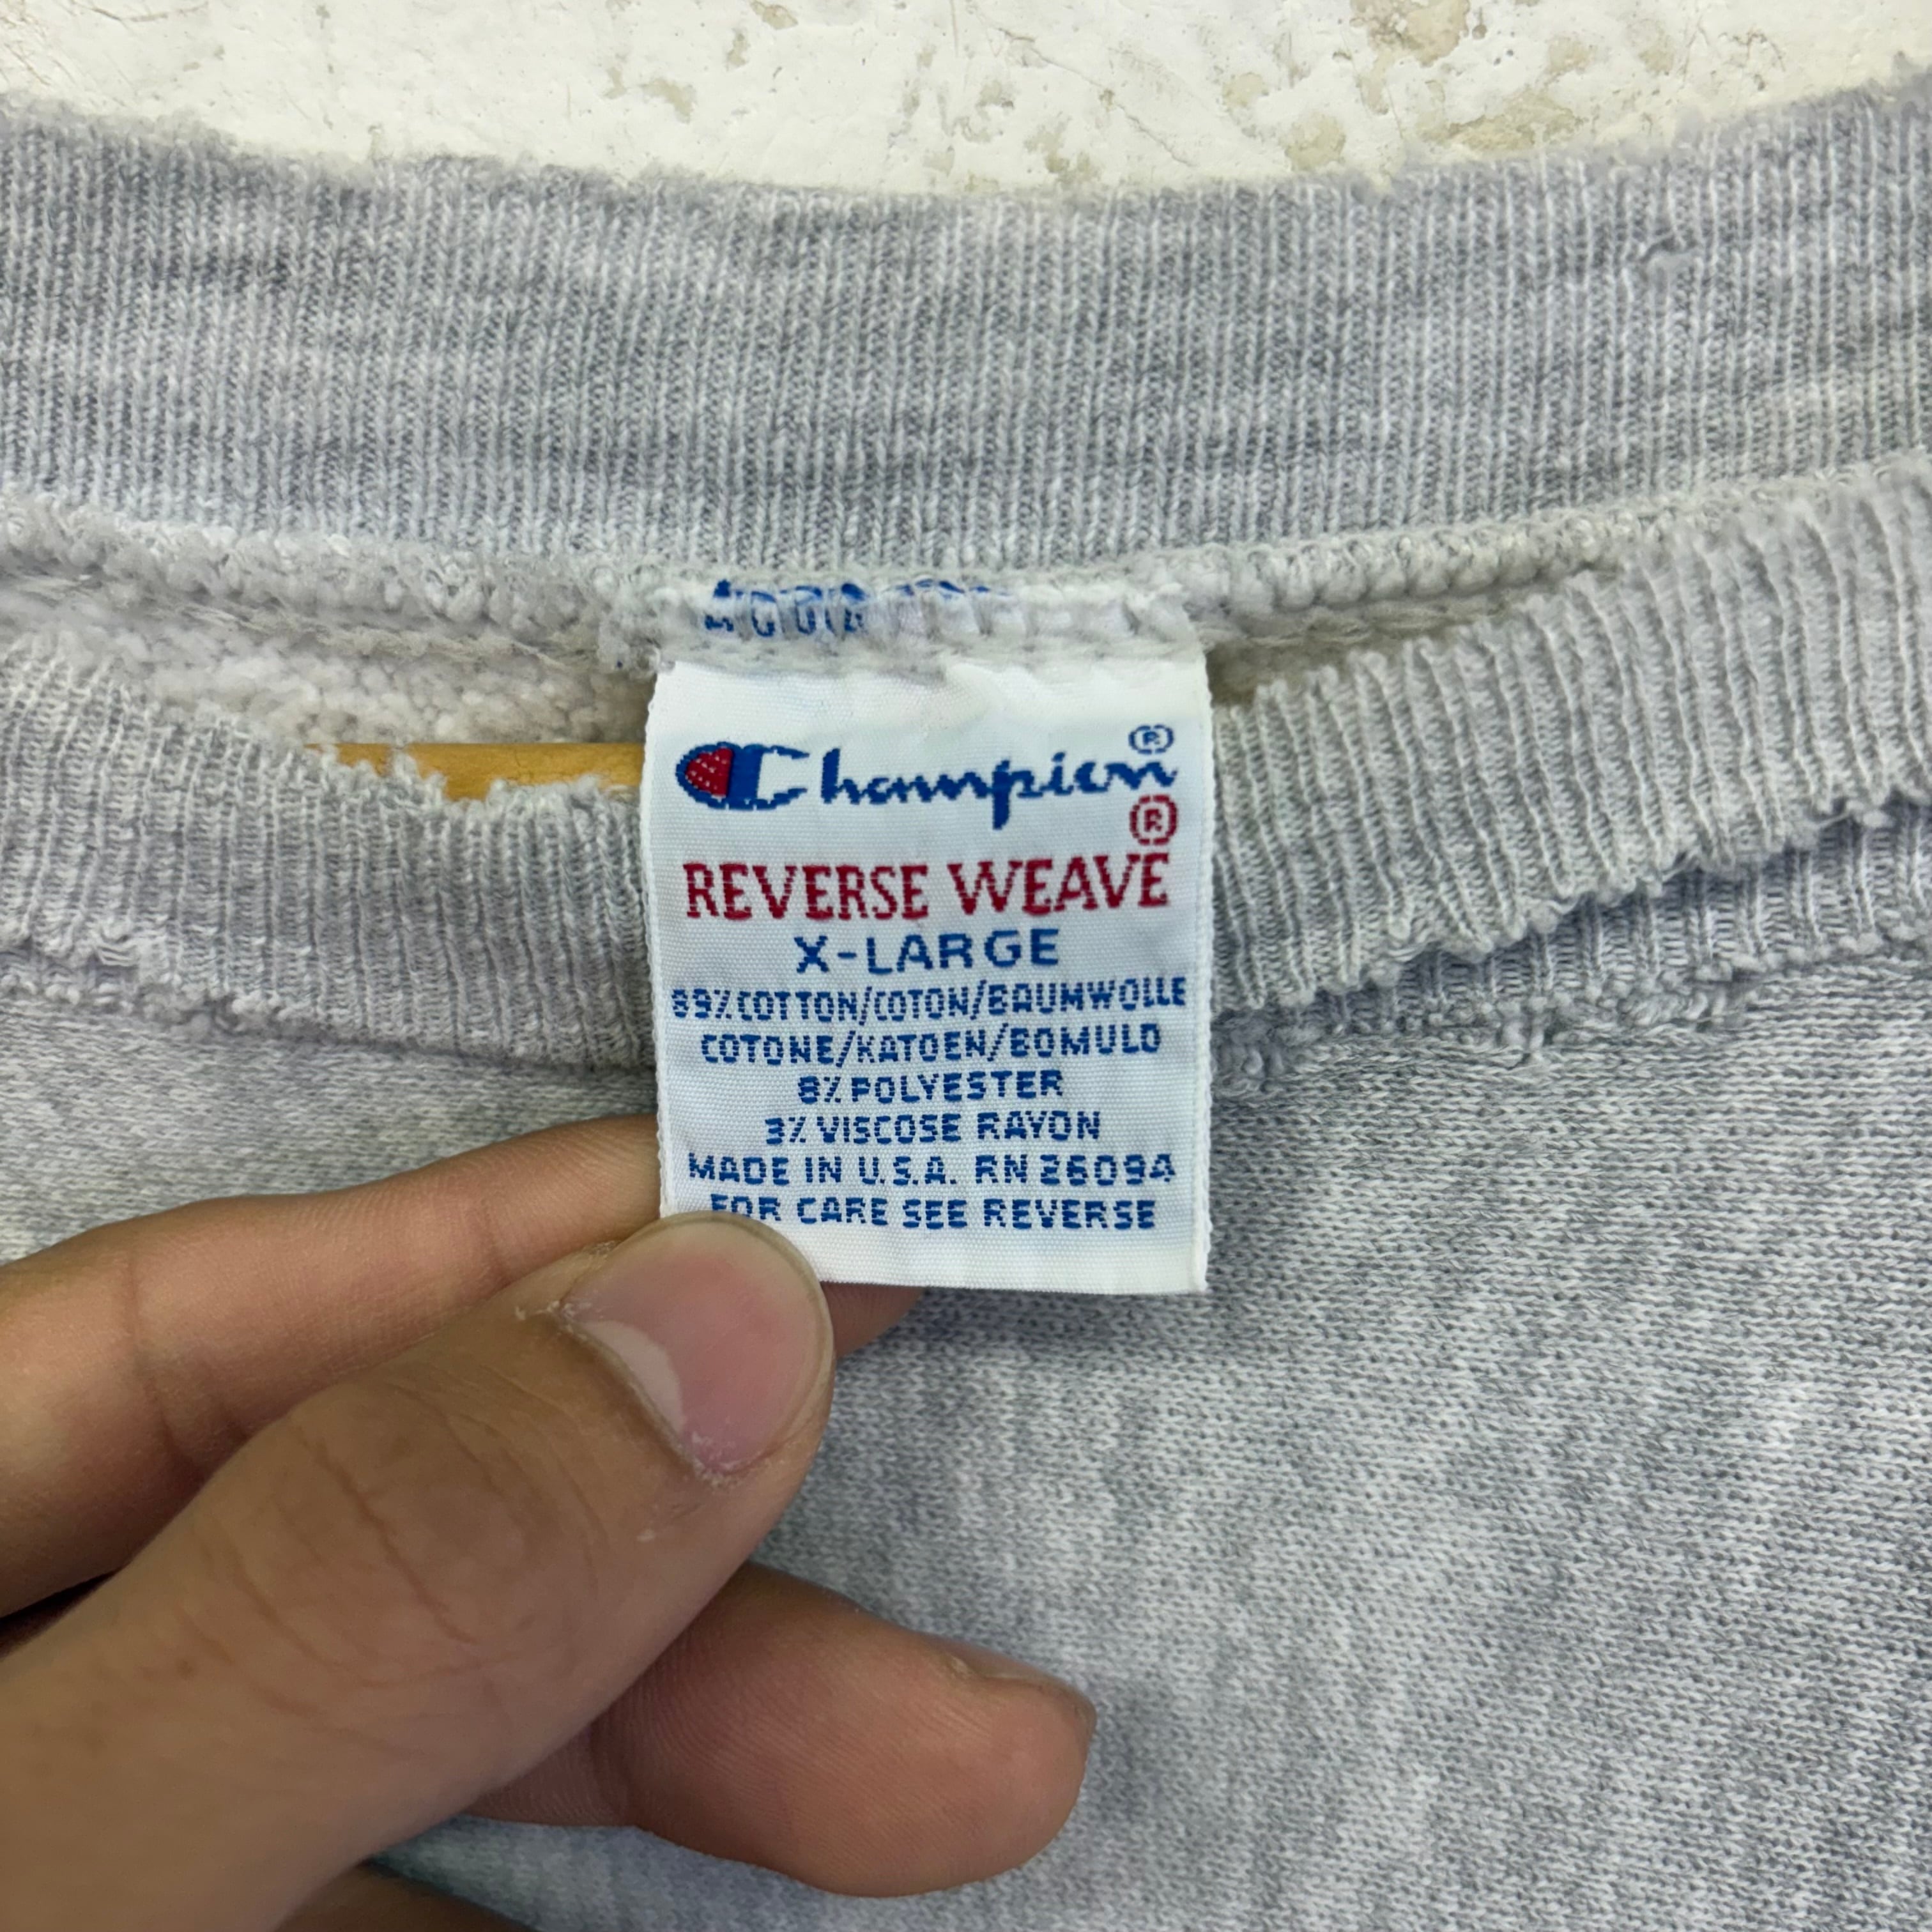 Champion®
REVERSE WEAVE®
X-LARGE
89% COTTON/COTON/BAUMWOLLE
COTONE/KATOEN/BOMULD
8% POLYESTER
3% VISCOSE RAYON
MADE IN U.S.A. RN 26094
FOR CARE SEE REVERSE